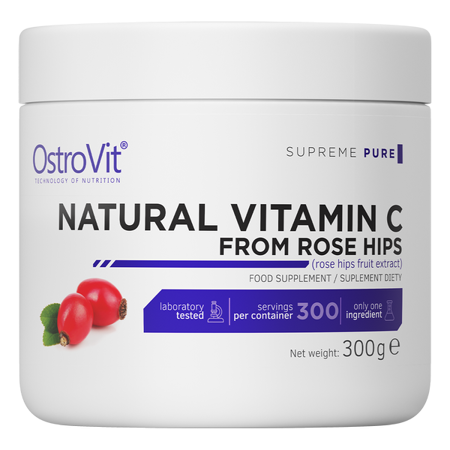 OstroVit®
TECHNOLOGY OF NUTRITION
SUPREME PURE
NATURAL VITAMIN C
FROM ROSE HIPS
(rose hips fruit extract)
FOOD SUPPLEMENT / SUPLEMENT DIETY
laboratory
tested
servings
per container 300
only one
ingredient
Net weight: 300g℮